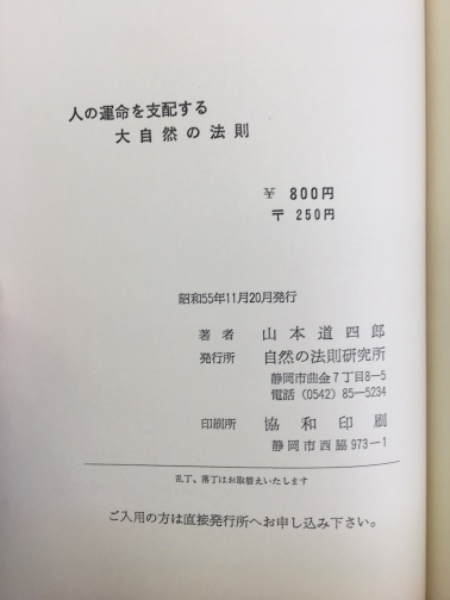 人の運命を支配する
大自然の法則
¥ 800円
〒 250円
昭和55年11月20月発行
著者 山本道四郎
発行所 自然の法則研究所
静岡市曲金7丁目8―5
電話(0542)85―5234
印刷所 協和印刷
静岡市西脇973―1
乱丁、落丁はお取替えいたします
ご入用の方は直接発行所へお申し込み下さい。